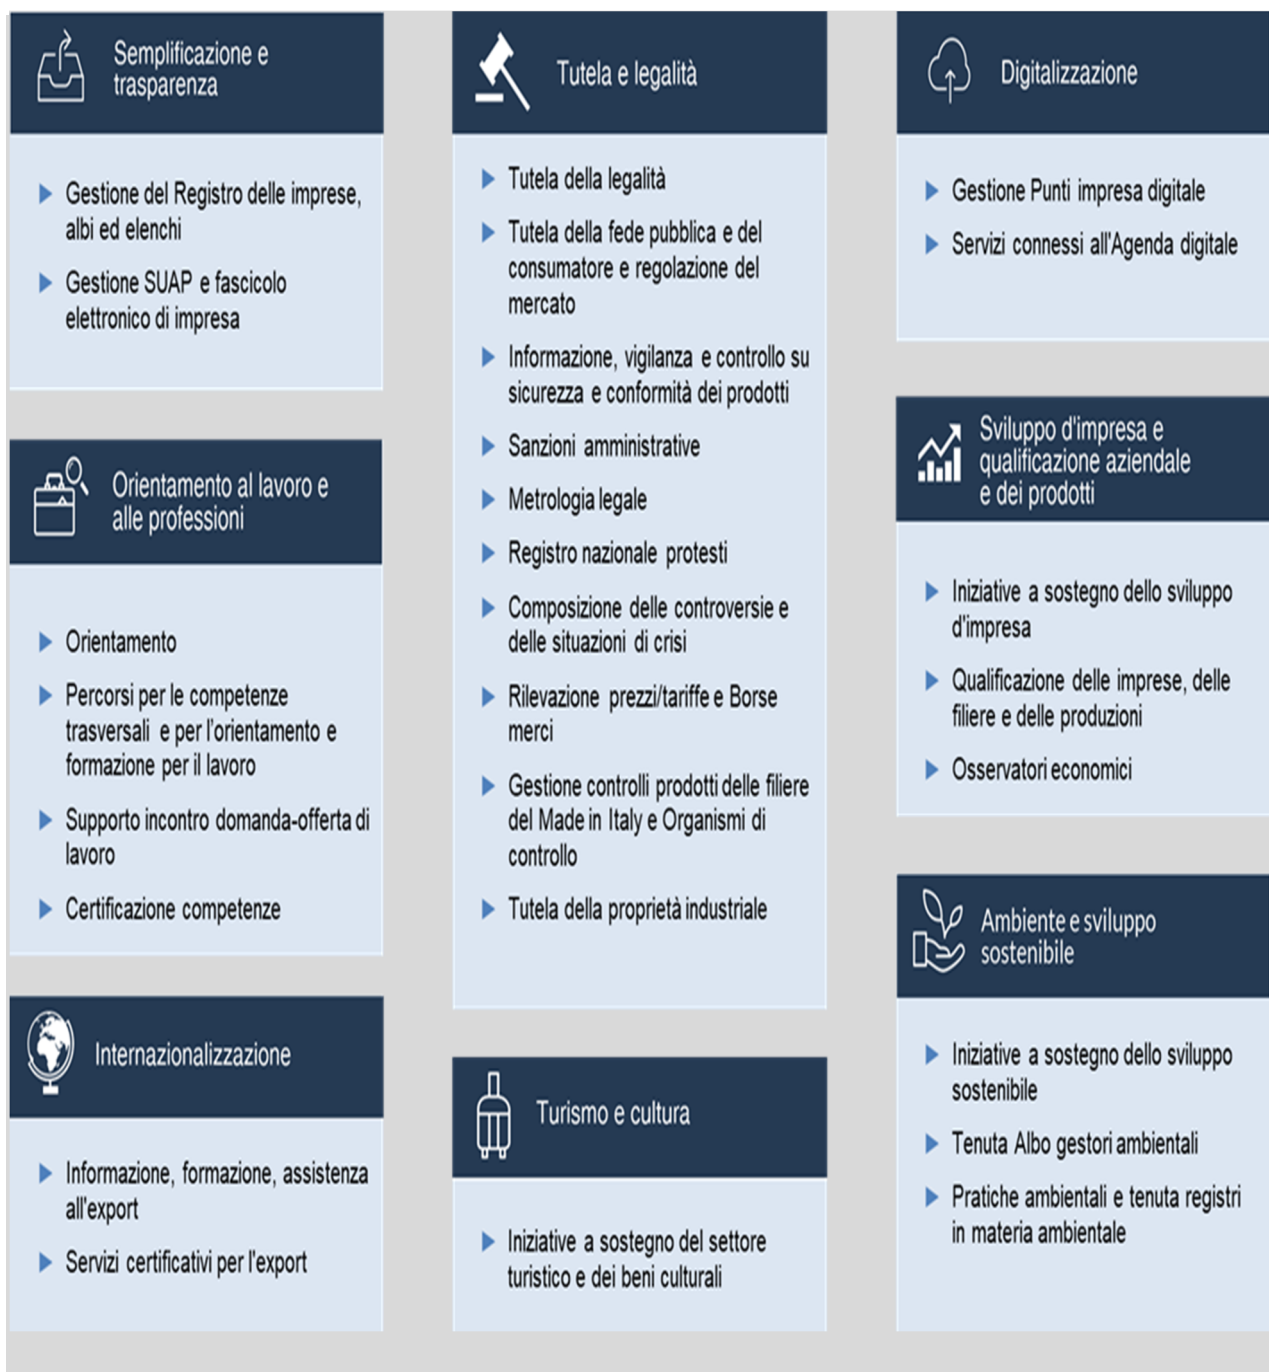 Semplificazione e
trasparenza
Gestione del Registro delle imprese,
albi ed elenchi
Gestione SUAP e fascicolo
elettronico di impresa
Orientamento al lavoro e
alle professioni
Orientamento
Percorsi per le competenze
trasversali e per l'orientamento e
formazione per il lavoro
Supporto incontro domanda-offerta di
lavoro
Certificazione competenze
Internazionalizzazione
Informazione, formazione, assistenza
all'export
Servizi certificativi per l'export
Tutela e legalità
Tutela della legalità
Tutela della fede pubblica e del
consumatore e regolazione del
mercato
Informazione, vigilanza e controllo su
sicurezza e conformità dei prodotti
Sanzioni amministrative
Metrologia legale
Registro nazionale protesti
Composizione delle controversie e
delle situazioni di crisi
Rilevazione prezzi/tariffe e Borse
merci
Gestione controlli prodotti delle filiere
del Made in Italy e Organismi di
controllo
Tutela della proprietà industriale
Turismo e cultura
Iniziative a sostegno del settore
turistico e dei beni culturali
Digitalizzazione
Gestione Punti impresa digitale
Servizi connessi all'Agenda digitale
Sviluppo d'impresa e
qualificazione aziendale
e dei prodotti
Iniziative a sostegno dello sviluppo
d'impresa
Qualificazione delle imprese, delle
filiere e delle produzioni
Osservatori economici
Ambiente e sviluppo
sostenibile
Iniziative a sostegno dello sviluppo
sostenibile
Tenuta Albo gestori ambientali
Pratiche ambientali e tenuta registri
in materia ambientale